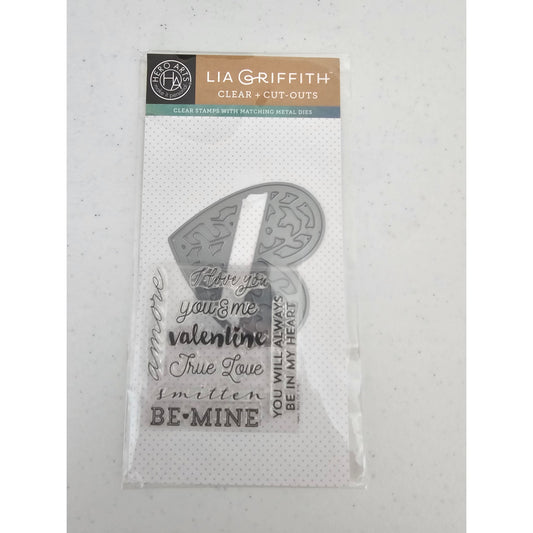 HERO ARTS
HA
LIA GRIFFITH™
CLEAR + CUT-OUTS
CLEAR STAMPS WITH MATCHING METAL DIES
amore
I love you
you & me
valentine
True Love
smitten
BE♥MINE
YOU WILL ALWAYS
BE IN MY HEART